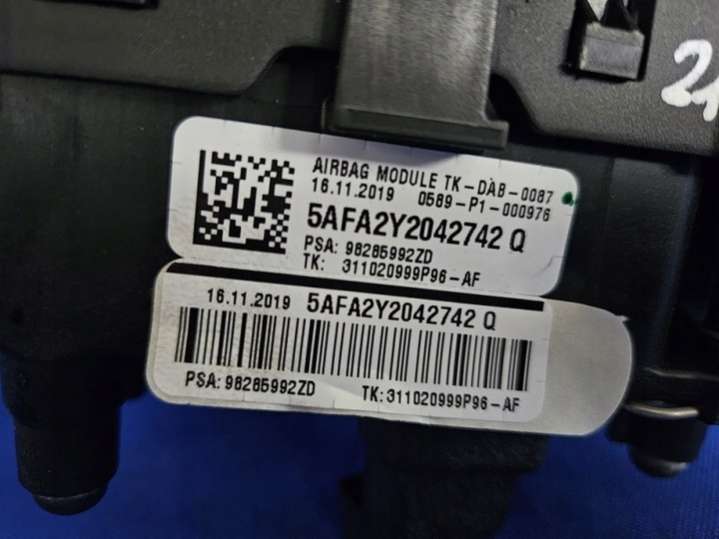 21
AIRBAG MODULE TK-DAB-0087
16.11.2019 0589-P1-000976
5AFA2Y2042742 Q
PSA: 98285992ZD
TK: 311020999P96-AF
16.11.2019 5AFA2Y2042742 Q
PSA: 98285992ZD TK:311020999P96-AF